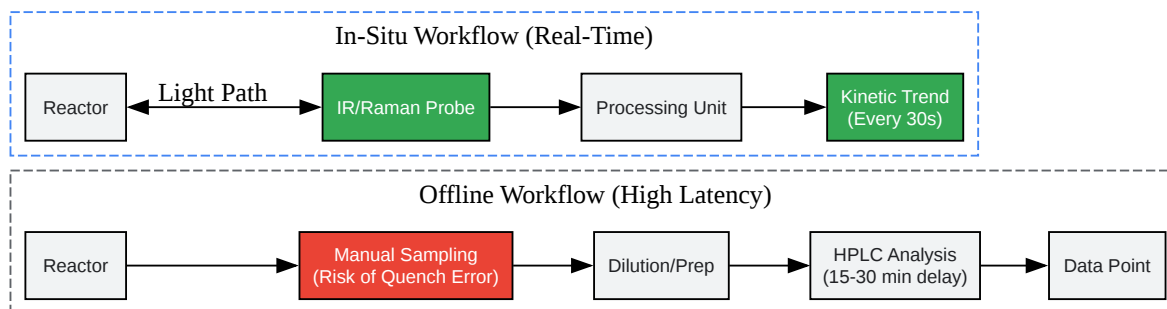 In-Situ Workflow (Real-Time)
Reactor
Light Path
IR/Raman Probe
Processing Unit
Kinetic Trend
(Every 30s)
Offline Workflow (High Latency)
Reactor
Manual Sampling
(Risk of Quench Error)
Dilution/Prep
HPLC Analysis
(15-30 min delay)
Data Point